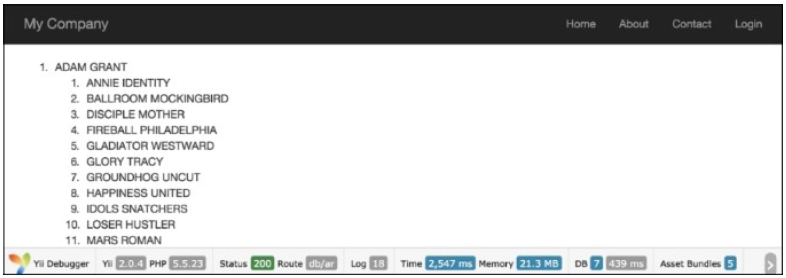 My Company Home About Contact Login
1. ADAM GRANT
1. ANNIE IDENTITY
2. BALLROOM MOCKINGBIRD
3. DISCIPLE MOTHER
4. FIREBALL PHILADELPHIA
5. GLADIATOR WESTWARD
6. GLORY TRACY
7. GROUNDHOG UNCUT
8. HAPPINESS UNITED
9. IDOLS SNATCHERS
10. LOSER HUSTLER
11. MARS ROMAN
Yii Debugger Yii 2.0.4 PHP 5.5.23 Status 200 Route db/ar Log 18 Time 2,547 ms Memory 21.3 MB DB 7 439 ms Asset Bundles 5